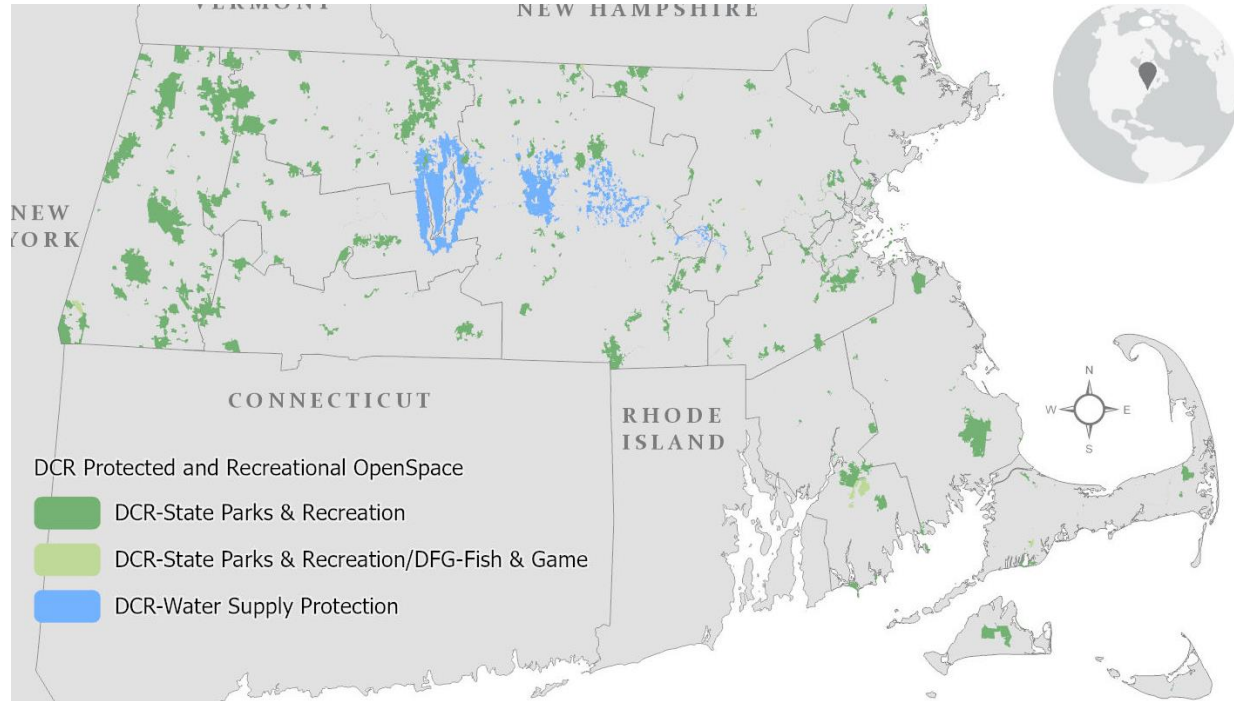 VERMONT
NEW HAMPSHIRE
NEW
YORK
CONNECTICUT
RHODE
ISLAND
N
W
E
S
DCR Protected and Recreational OpenSpace
DCR-State Parks & Recreation
DCR-State Parks & Recreation/DFG-Fish & Game
DCR-Water Supply Protection